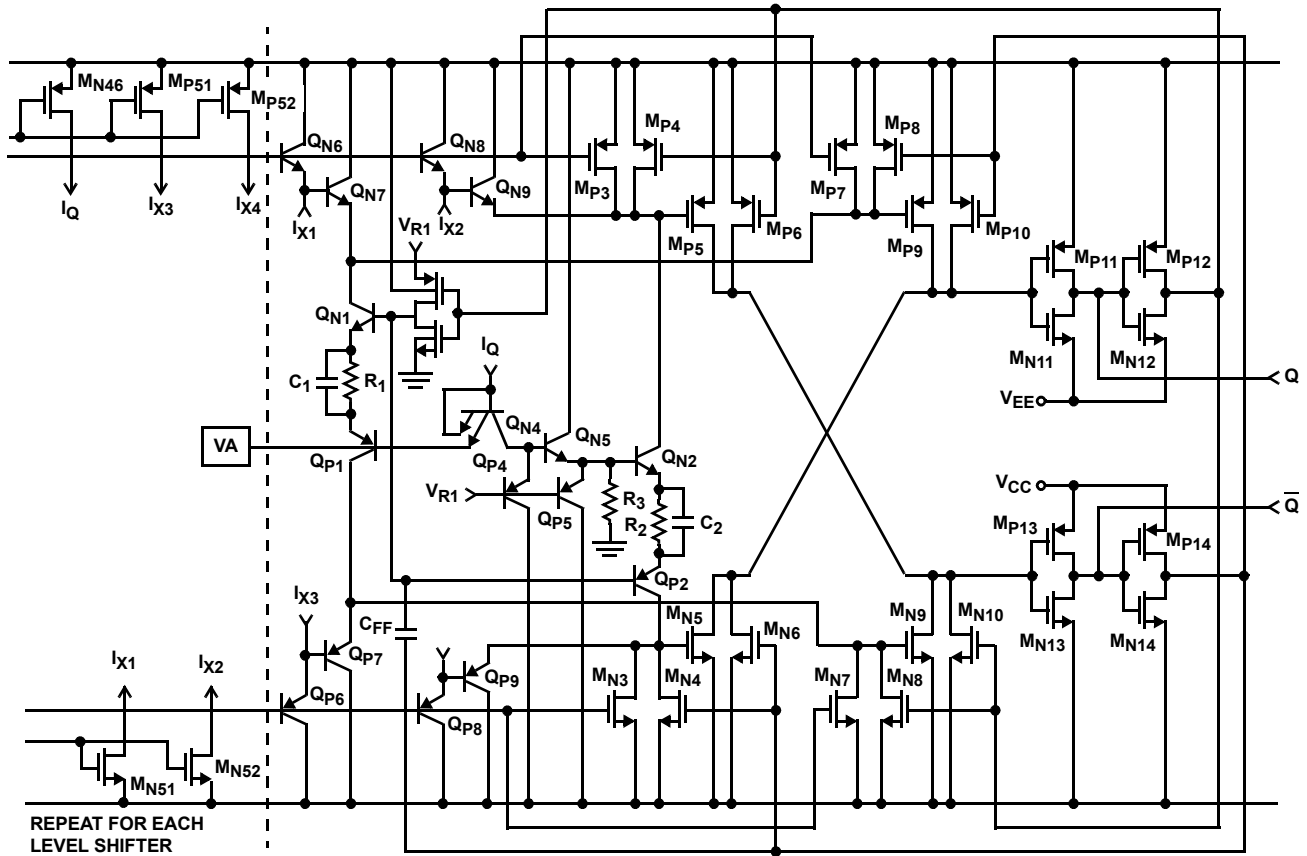 MN46
MP51
MP52
IQ
IX3
IX4
QN6
QN7
IX1
QN8
QN9
IX2
VR1
MP4
MP3
MP5
MP6
MP8
MP7
MP9
MP10
MP11
MP12
MN11
MN12
VEE
Q
QN1
C1
R1
IQ
VA
QP1
QN4
QN5
QP4
VR1
QP5
R3
QN2
R2
C2
QP2
VCC
Q̅
MP13
MP14
MN13
MN14
IX3
CFF
QP7
QP6
QP9
QP8
MN5
MN6
MN3
MN4
MN9
MN10
MN7
MN8
IX1
IX2
MN51
MN52
REPEAT FOR EACH
LEVEL SHIFTER